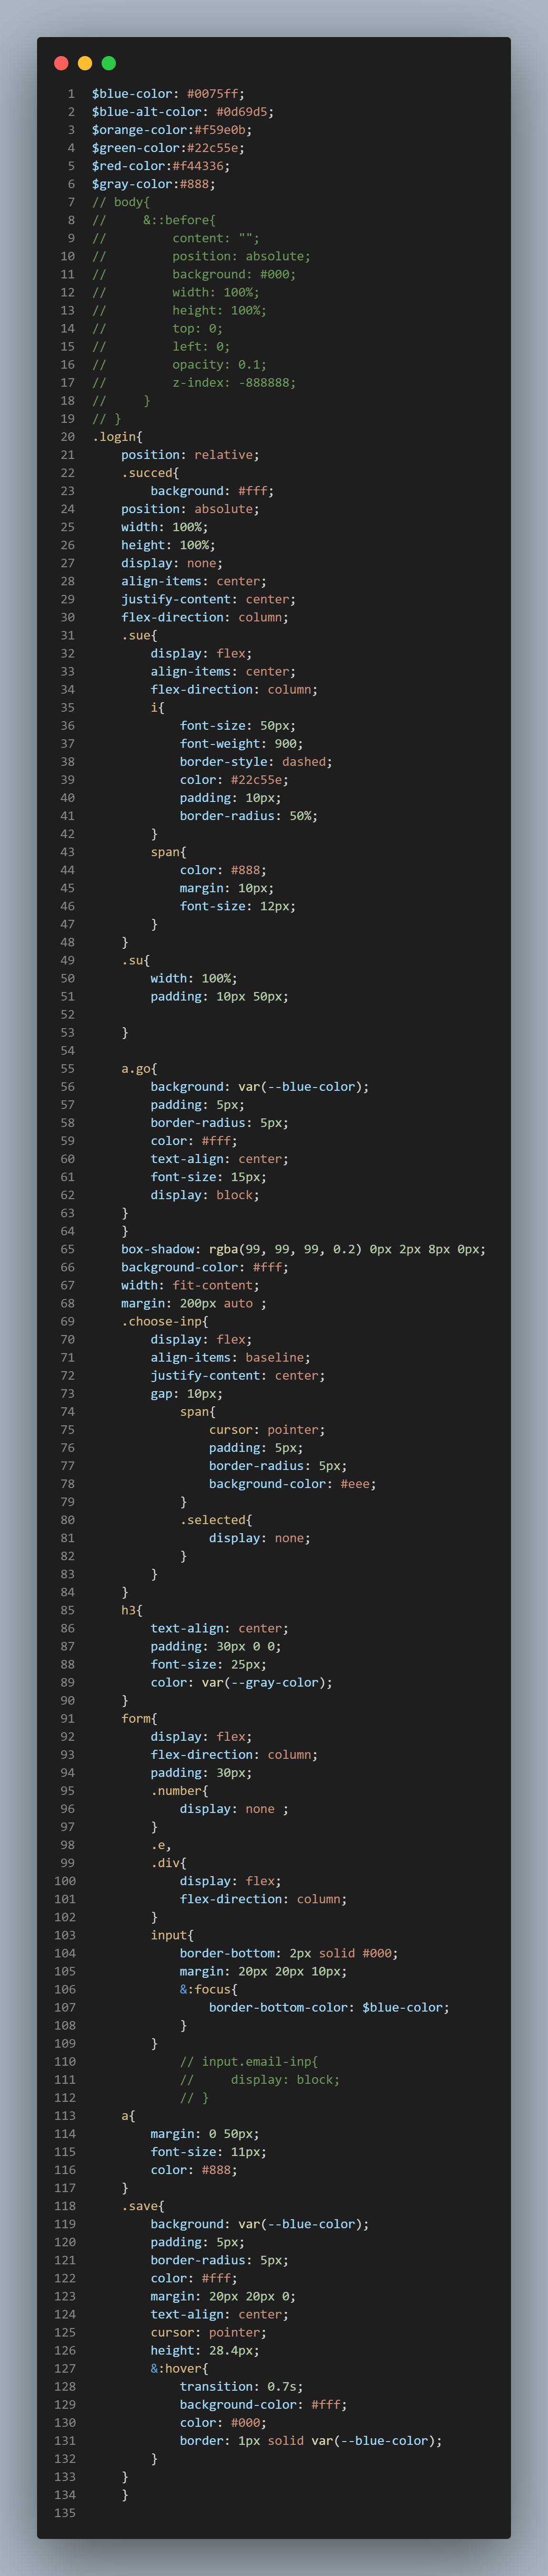 1 $blue-color: #0075ff;
2 $blue-alt-color: #0d69d5;
3 $orange-color:#f59e0b;
4 $green-color:#22c55e;
5 $red-color:#f44336;
6 $gray-color:#888;
7 // body{
8 //     &::before{
9 //         content: "";
10 //         position: absolute;
11 //         background: #000;
12 //         width: 100%;
13 //         height: 100%;
14 //         top: 0;
15 //         left: 0;
16 //         opacity: 0.1;
17 //         z-index: -888888;
18 //     }
19 // }
20 .login{
21     position: relative;
22     .succed{
23         background: #fff;
24     position: absolute;
25     width: 100%;
26     height: 100%;
27     display: none;
28     align-items: center;
29     justify-content: center;
30     flex-direction: column;
31     .sue{
32         display: flex;
33         align-items: center;
34         flex-direction: column;
35         i{
36             font-size: 50px;
37             font-weight: 900;
38             border-style: dashed;
39             color: #22c55e;
40             padding: 10px;
41             border-radius: 50%;
42         }
43         span{
44             color: #888;
45             margin: 10px;
46             font-size: 12px;
47         }
48     }
49     .su{
50         width: 100%;
51         padding: 10px 50px;
52
53     }
54
55     a.go{
56         background: var(--blue-color);
57         padding: 5px;
58         border-radius: 5px;
59         color: #fff;
60         text-align: center;
61         font-size: 15px;
62         display: block;
63     }
64     }
65     box-shadow: rgba(99, 99, 99, 0.2) 0px 2px 8px 0px;
66     background-color: #fff;
67     width: fit-content;
68     margin: 200px auto ;
69     .choose-inp{
70         display: flex;
71         align-items: baseline;
72         justify-content: center;
73         gap: 10px;
74             span{
75                 cursor: pointer;
76                 padding: 5px;
77                 border-radius: 5px;
78                 background-color: #eee;
79             }
80             .selected{
81                 display: none;
82             }
83         }
84     }
85     h3{
86         text-align: center;
87         padding: 30px 0 0;
88         font-size: 25px;
89         color: var(--gray-color);
90     }
91     form{
92         display: flex;
93         flex-direction: column;
94         padding: 30px;
95         .number{
96             display: none ;
97         }
98         .e,
99         .div{
100             display: flex;
101             flex-direction: column;
102         }
103         input{
104             border-bottom: 2px solid #000;
105             margin: 20px 20px 10px;
106             &:focus{
107                 border-bottom-color: $blue-color;
108             }
109         }
110             // input.email-inp{
111             //     display: block;
112             // }
113     a{
114         margin: 0 50px;
115         font-size: 11px;
116         color: #888;
117     }
118     .save{
119         background: var(--blue-color);
120         padding: 5px;
121         border-radius: 5px;
122         color: #fff;
123         margin: 20px 20px 0;
124         text-align: center;
125         cursor: pointer;
126         height: 28.4px;
127         &:hover{
128             transition: 0.7s;
129             background-color: #fff;
130             color: #000;
131             border: 1px solid var(--blue-color);
132         }
133     }
134     }
135